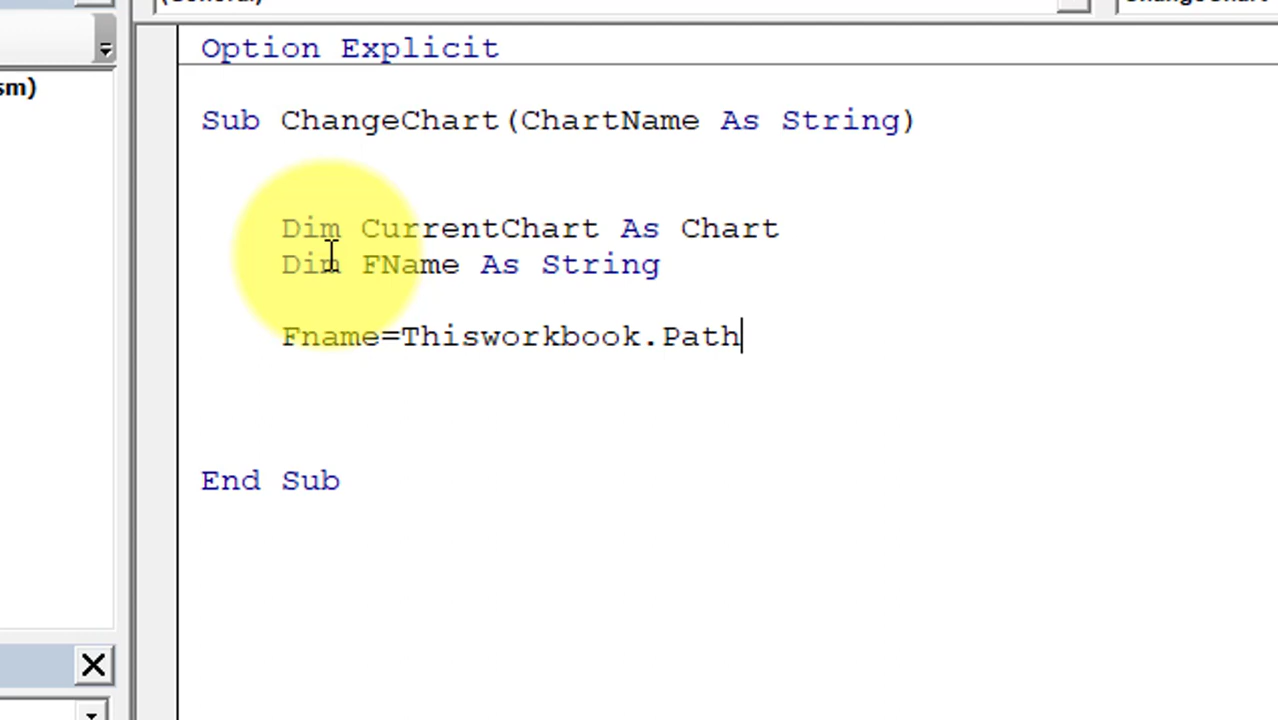 Option Explicit
sm)
Sub ChangeChart(ChartName As String)
Dim CurrentChart As Chart
Dim FName As String
Fname=Thisworkbook.Path
End Sub